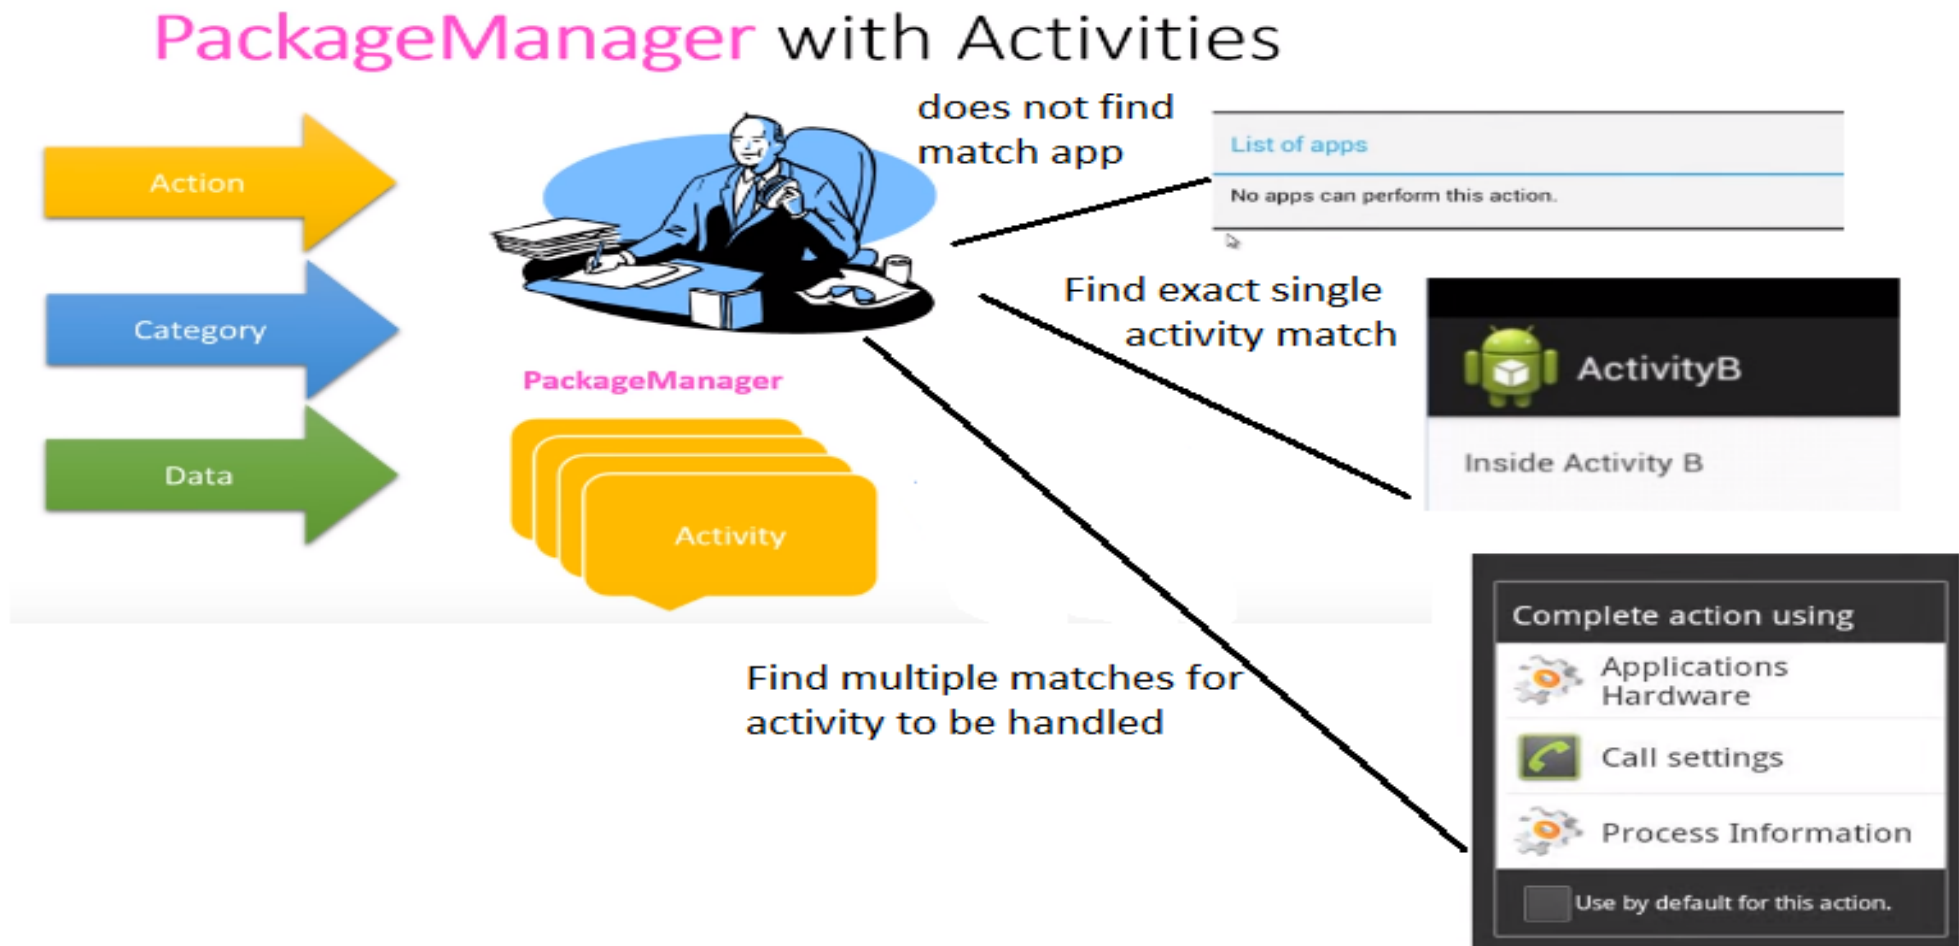 PackageManager with Activities
Action
Category
Data
PackageManager
Activity
does not find
match app
List of apps
No apps can perform this action.
Find exact single
activity match
ActivityB
Inside Activity B
Find multiple matches for
activity to be handled
Complete action using
Applications
Hardware
Call settings
Process Information
Use by default for this action.